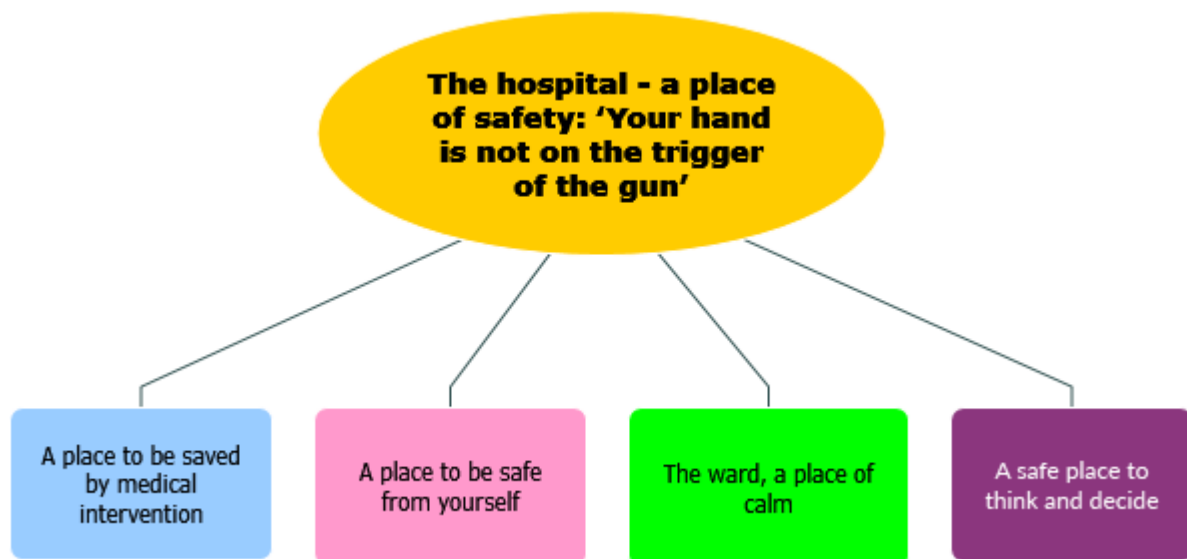 The hospital - a place
of safety: ‘Your hand
is not on the trigger
of the gun’
A place to be saved
by medical
intervention
A place to be safe
from yourself
The ward, a place of
calm
A safe place to
think and decide